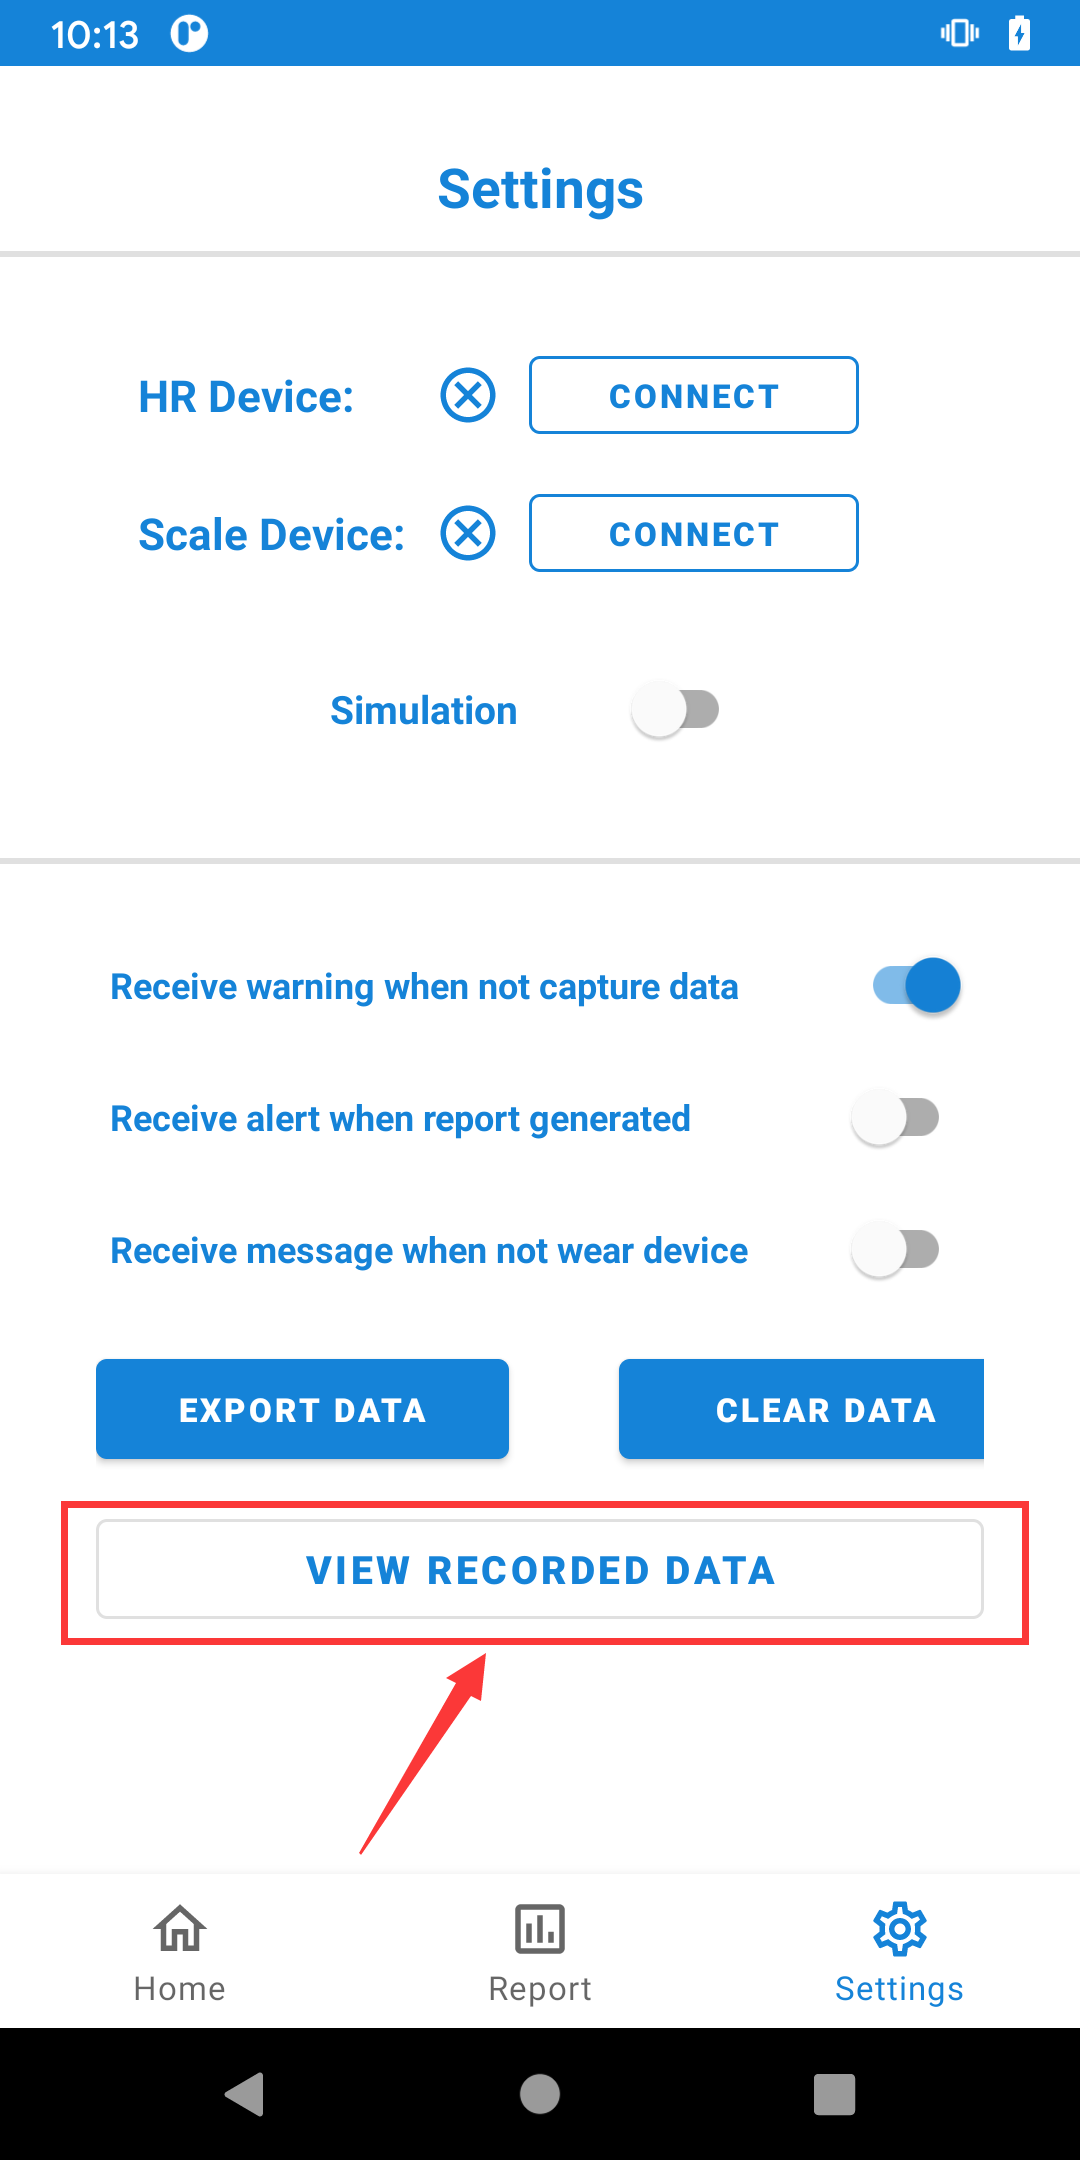 10:13
Settings
HR Device: CONNECT
Scale Device: CONNECT
Simulation
Receive warning when not capture data
Receive alert when report generated
Receive message when not wear device
EXPORT DATA CLEAR DATA
VIEW RECORDED DATA
Home Report Settings